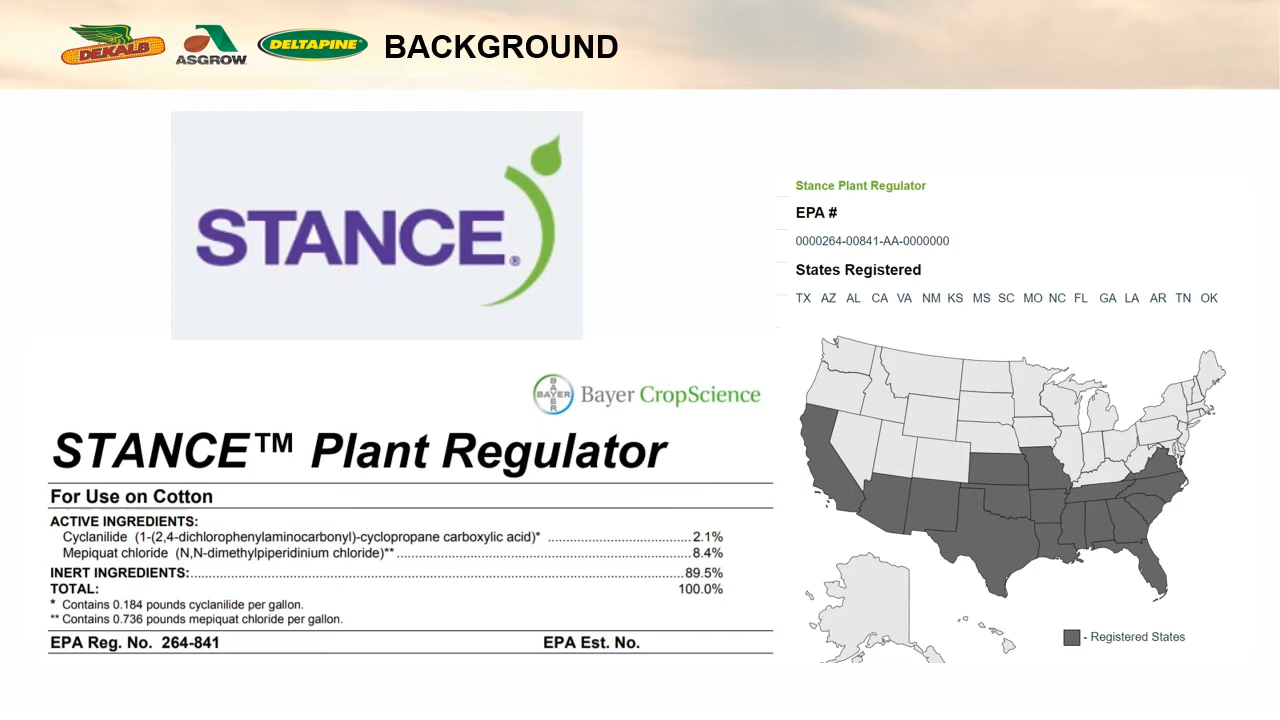 DEKALB
ASGROW
DELTAPINE®
BACKGROUND
STANCE®
Stance Plant Regulator
EPA #
0000264-00841-AA-0000000
States Registered
TX AZ AL CA VA NM KS MS SC MO NC FL GA LA AR TN OK
BAYER
BAYER
Bayer CropScience
STANCE™ Plant Regulator
For Use on Cotton
ACTIVE INGREDIENTS:
Cyclanilide (1-(2,4-dichlorophenylaminocarbonyl)-cyclopropane carboxylic acid)* ....................................2.1%
Mepiquat chloride (N,N-dimethylpiperidinium chloride)**..........................................................................8.4%
INERT INGREDIENTS:............................................................................................................................89.5%
TOTAL: 100.0%
* Contains 0.184 pounds cyclanilide per gallon.
** Contains 0.736 pounds mepiquat chloride per gallon.
EPA Reg. No. 264-841 EPA Est. No.
- Registered States